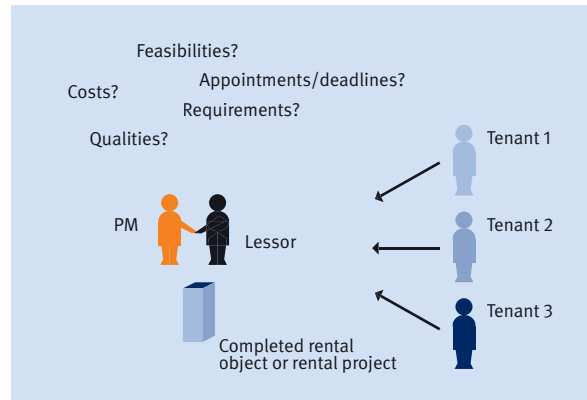 Feasibilities?
Appointments/deadlines?
Costs?
Requirements?
Qualities?
Tenant 1
PM
Lessor
Tenant 2
Tenant 3
Completed rental
object or rental project